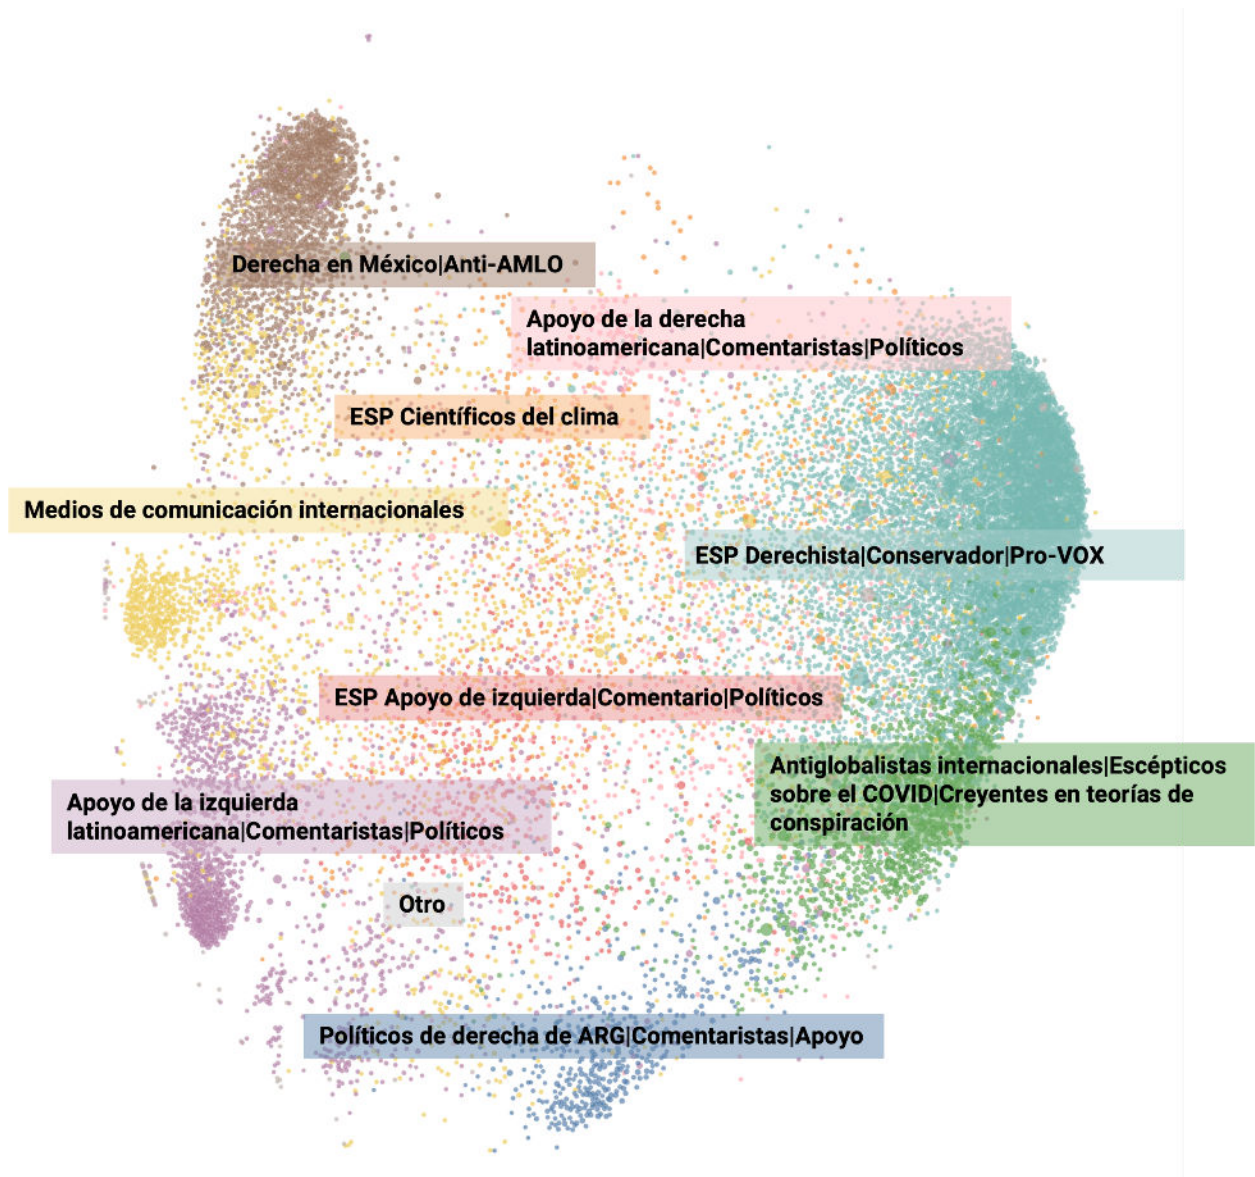 Derecha en México|Anti-AMLO
Apoyo de la derecha
latinoamericana|Comentaristas|Políticos
ESP Científicos del clima
Medios de comunicación internacionales
ESP Derechista|Conservador|Pro-VOX
ESP Apoyo de izquierda|Comentario|Políticos
Antiglobalistas internacionales|Escépticos
sobre el COVID|Creyentes en teorías de
conspiración
Apoyo de la izquierda
latinoamericana|Comentaristas|Políticos
Otro
Políticos de derecha de ARG|Comentaristas|Apoyo